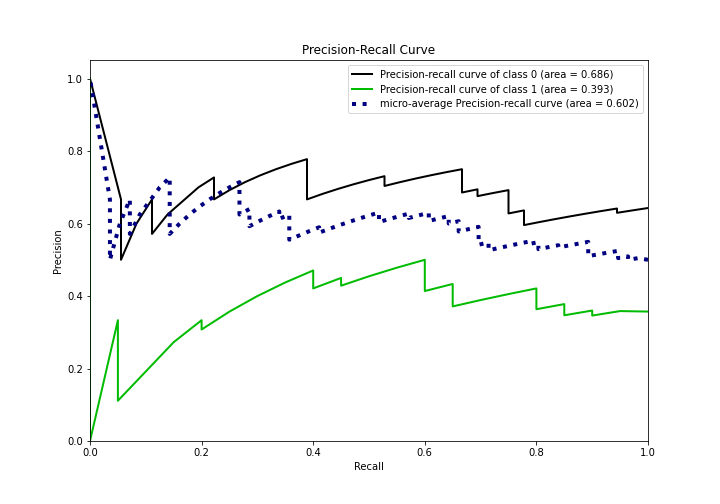 Precision-Recall Curve
Precision-recall curve of class 0 (area = 0.686)
Precision-recall curve of class 1 (area = 0.393)
micro-average Precision-recall curve (area = 0.602)
1.0
0.8
0.6
0.4
0.2
0.0
Precision
0.0 0.2 0.4 0.6 0.8 1.0
Recall